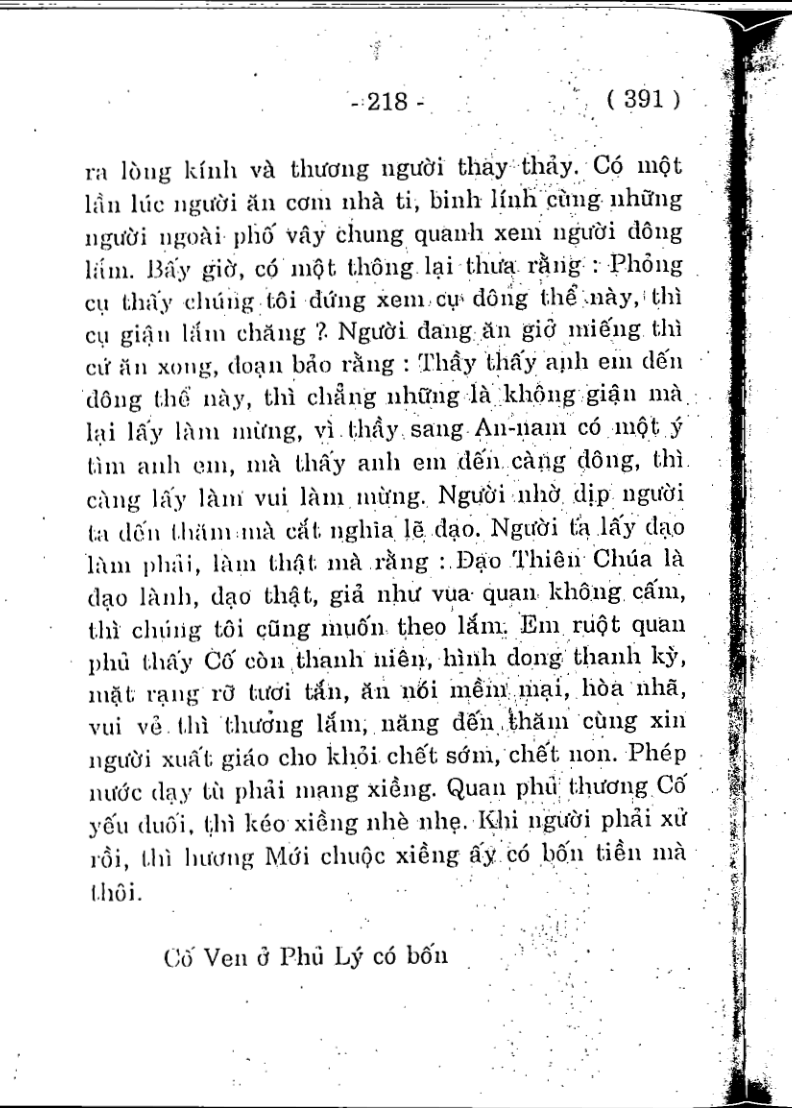 - 218 - ( 391 )
ra lòng kính và thương người thay thảy. Có một
lần lúc người ăn cơm nhà ti, binh lính cùng những
người ngoài phố vây chung quanh xem người đông
lắm. Bấy giờ, có một thông lại thưa rằng : Phỏng
cụ thấy chúng tôi đứng xem cụ đông thể này, thì
cụ giận lắm chăng ? Người đang ăn giở miếng thì
cứ ăn xong, đoạn bảo rằng : Thầy thấy anh em đến
đông thể này, thì chẳng những là không giận mà
lại lấy làm mừng, vì thầy sang An-nam có một ý
tìm anh em, mà thấy anh em đến càng đông, thì
càng lấy làm vui làm mừng. Người nhờ dịp người
ta đến thăm mà cắt nghĩa lẽ đạo. Người ta lấy đạo
làm phải, làm thật mà rằng : Đạo Thiên Chúa là
đạo lành, đạo thật, giả như vua quan không cấm,
thì chúng tôi cũng muốn theo lắm. Em ruột quan
phủ thấy Cố còn thanh niên, hình dong thanh kỳ,
mặt rạng rỡ tươi tắn, ăn nói mềm mại, hòa nhã,
vui vẻ thì thưởng lắm, năng đến thăm cùng xin
người xuất giáo cho khỏi chết sớm, chết non. Phép
nước dạy tù phải mang xiềng. Quan phủ thương Cố
yếu đuối, thì kéo xiềng nhè nhẹ. Khi người phải xử
rồi, thì hương Mới chuộc xiềng ấy có bốn tiền mà
thôi.
Cố Ven ở Phủ Lý có bốn